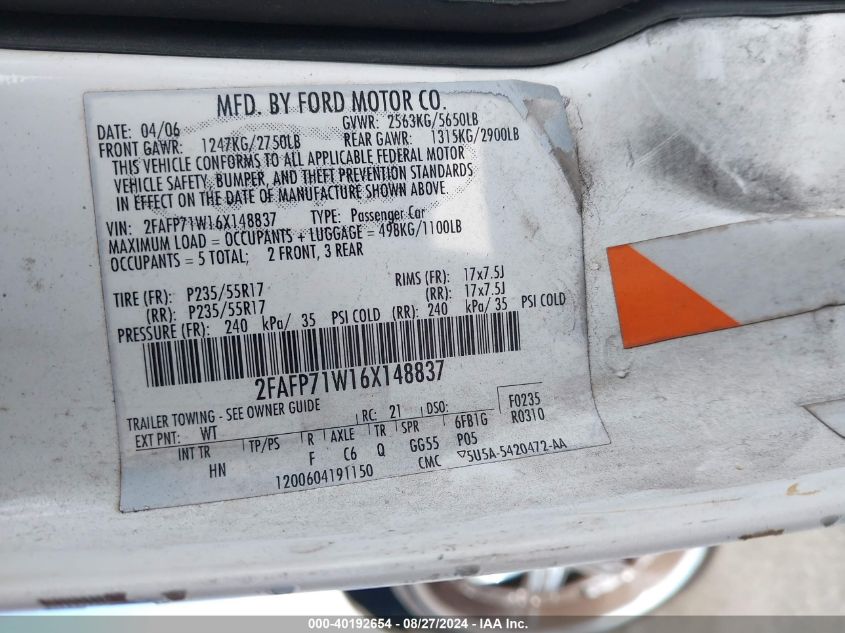 MFD. BY FORD MOTOR CO.
DATE: 04/06 GVWR: 2563KG/5650LB
FRONT GAWR: 1247KG/2750LB REAR GAWR: 1315KG/2900LB
THIS VEHICLE CONFORMS TO ALL APPLICABLE FEDERAL MOTOR
VEHICLE SAFETY, BUMPER, AND THEFT PREVENTION STANDARDS
IN EFFECT ON THE DATE OF MANUFACTURE SHOWN ABOVE.
VIN: 2FAFP71W16X148837 TYPE: Passenger Car
MAXIMUM LOAD = OCCUPANTS + LUGGAGE = 498KG/1100LB
OCCUPANTS = 5 TOTAL; 2 FRONT, 3 REAR
TIRE (FR): P235/55R17 RIMS (FR): 17x7.5J
(RR): P235/55R17 (RR): 17x7.5J
PRESSURE (FR): 240 kPa/ 35 PSI COLD (RR): 240 kPa/ 35 PSI COLD
2FAFP71W16X148837
TRAILER TOWING - SEE OWNER GUIDE
EXT PNT: WT RC: 21 DSO: 6FB1G F0235
INT TR TP/PS R AXLE TR SPR P05 R0310
HN F C6 Q GG55
1200604191150 CMC ▽5U5A-5420472-AA
000-40192654 - 08/27/2024 - IAA Inc.